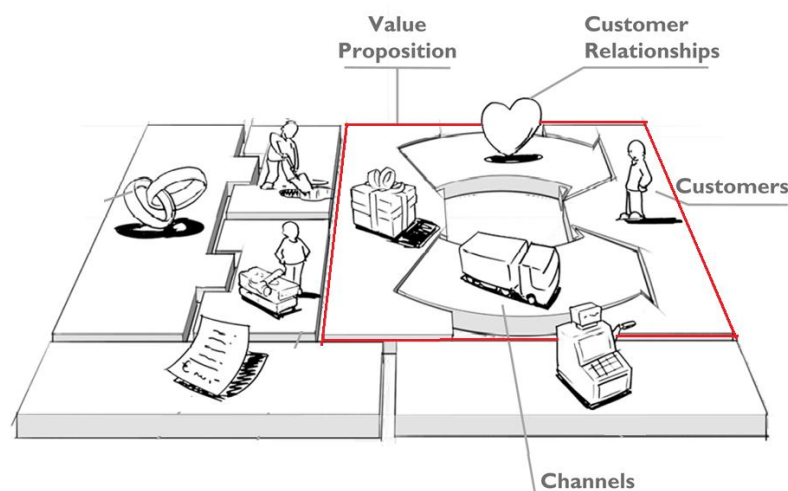 Value
Proposition
Customer
Relationships
Customers
Channels